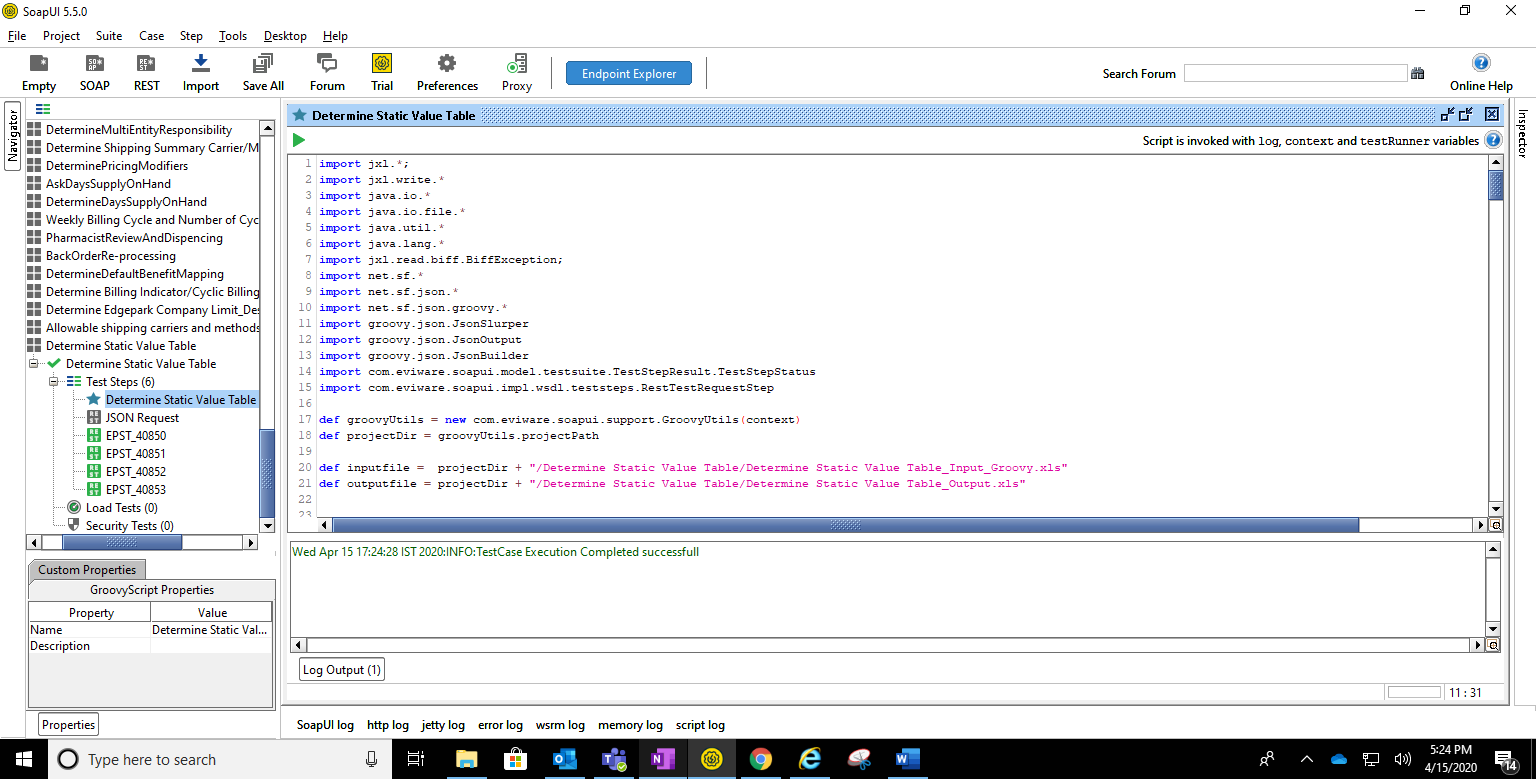 SoapUI 5.5.0
File Project Suite Case Step Tools Desktop Help
Empty SOAP REST Import Save All Forum Trial Preferences Proxy Endpoint Explorer Search Forum Online Help
Navigator
DetermineMultiEntityResponsibility
Determine Shipping Summary Carrier/M
DeterminePricingModifiers
AskDaysSupplyOnHand
DetermineDaysSupplyOnHand
Weekly Billing Cycle and Number of Cyc
PharmacistReviewAndDispencing
BackOrderRe-processing
DetermineDefaultBenefitMapping
Determine Billing Indicator/Cyclic Billing
Determine Edgepark Company Limit_Des
Allowable shipping carriers and methods
Determine Static Value Table
Determine Static Value Table
Test Steps (6)
Determine Static Value Table
JSON Request
EPST_40850
EPST_40851
EPST_40852
EPST_40853
Load Tests (0)
Security Tests (0)
Custom Properties
GroovyScript Properties
Property Value
Name Determine Static Val...
Description
Properties
Determine Static Value Table
Script is invoked with log, context and testRunner variables
1 import jxl.*;
2 import jxl.write.*
3 import java.io.*
4 import java.io.file.*
5 import java.util.*
6 import java.lang.*
7 import jxl.read.biff.BiffException;
8 import net.sf.*
9 import net.sf.json.*
10 import net.sf.json.groovy.*
11 import groovy.json.JsonSlurper
12 import groovy.json.JsonOutput
13 import groovy.json.JsonBuilder
14 import com.eviware.soapui.model.testsuite.TestStepResult.TestStepStatus
15 import com.eviware.soapui.impl.wsdl.teststeps.RestTestRequestStep
16
17 def groovyUtils = new com.eviware.soapui.support.GroovyUtils(context)
18 def projectDir = groovyUtils.projectPath
19
20 def inputfile = projectDir + "/Determine Static Value Table/Determine Static Value Table_Input_Groovy.xls"
21 def outputfile = projectDir + "/Determine Static Value Table/Determine Static Value Table_Output.xls"
22
23
Wed Apr 15 17:24:28 IST 2020:INFO:TestCase Execution Completed successfull
Log Output (1)
11 : 31
Inspector
SoapUI log http log jetty log error log wsrm log memory log script log
Type here to search
5:24 PM
4/15/2020
14